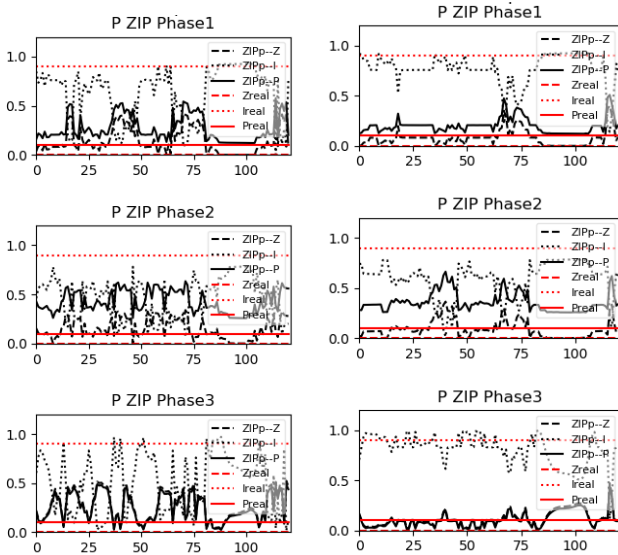 P ZIP Phase1
1.0
0.5
0.0
0 25 50 75 100
ZIPp--Z
ZIPp--I
ZIPp--P
Zreal
Ireal
Preal
P ZIP Phase1
1.0
0.5
0.0
0 25 50 75 100
ZIPp--Z
ZIPp--I
ZIPp--P
Zreal
Ireal
Preal
P ZIP Phase2
1.0
0.5
0.0
0 25 50 75 100
ZIPp--Z
ZIPp--I
ZIPp--P
Zreal
Ireal
Preal
P ZIP Phase2
1.0
0.5
0.0
0 25 50 75 100
ZIPp--Z
ZIPp--I
ZIPp--P
Zreal
Ireal
Preal
P ZIP Phase3
1.0
0.5
0.0
0 25 50 75 100
ZIPp--Z
ZIPp--I
ZIPp--P
Zreal
Ireal
Preal
P ZIP Phase3
1.0
0.5
0.0
0 25 50 75 100
ZIPp--Z
ZIPp--I
ZIPp--P
Zreal
Ireal
Preal